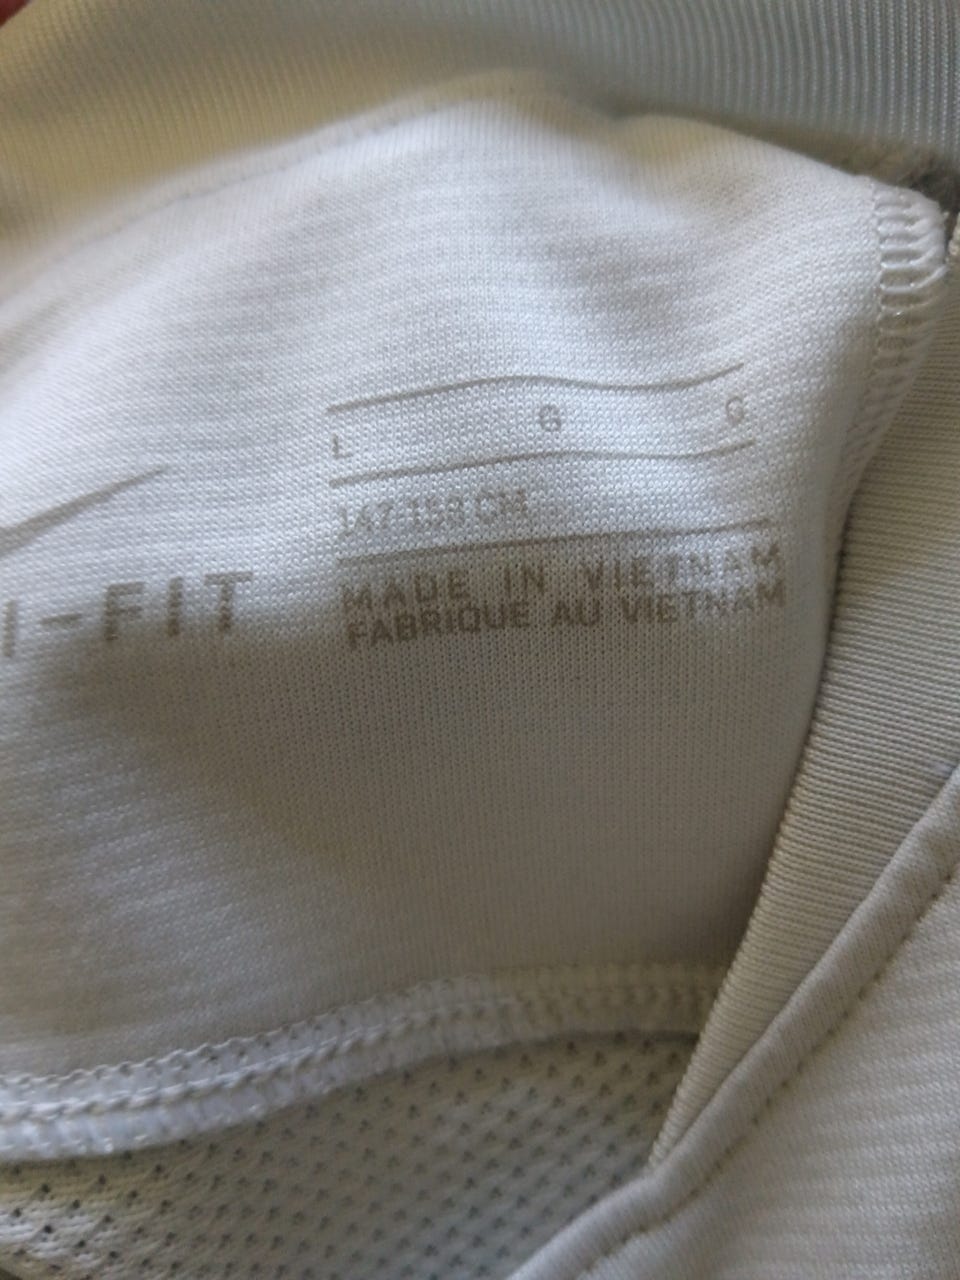 I-FIT
L G G
147-158 CM
MADE IN VIETNAM
FABRIQUE AU VIETNAM